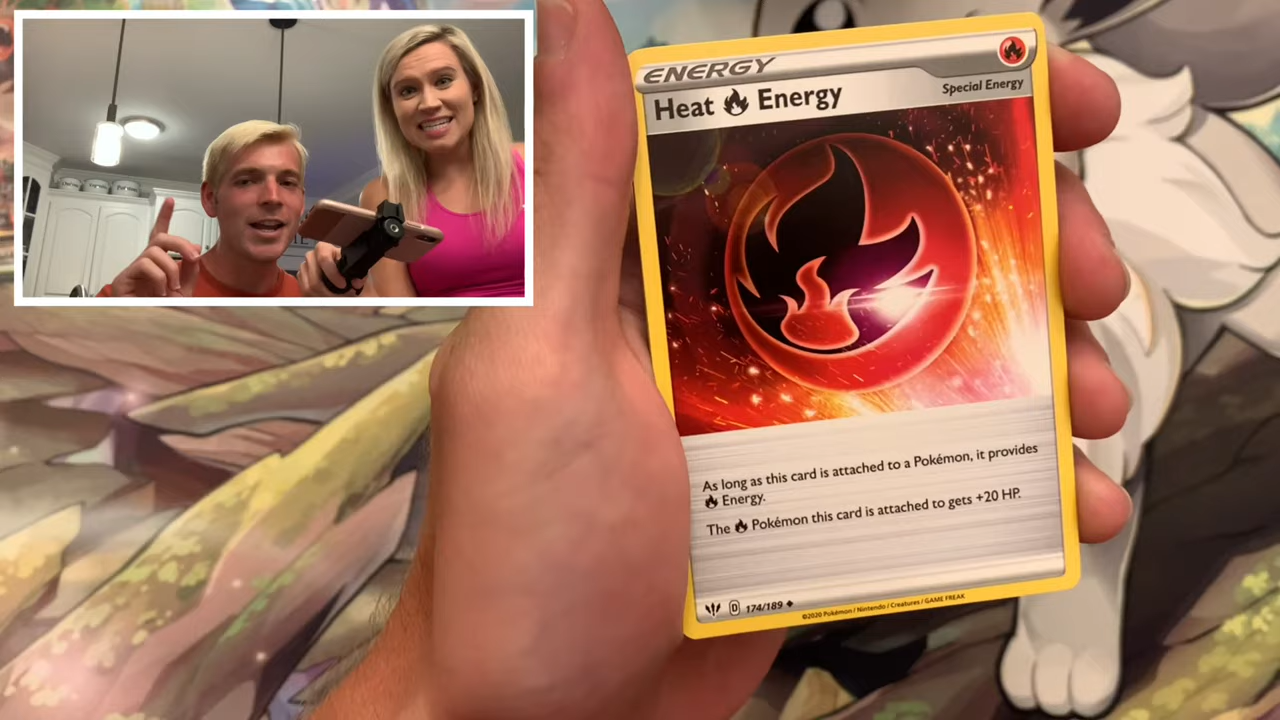 ENERGY
Heat Energy
Special Energy
As long as this card is attached to a Pokémon, it provides
Energy.
The Pokémon this card is attached to gets +20 HP.
D 174/189
©2020 Pokémon / Nintendo / Creatures / GAME FREAK